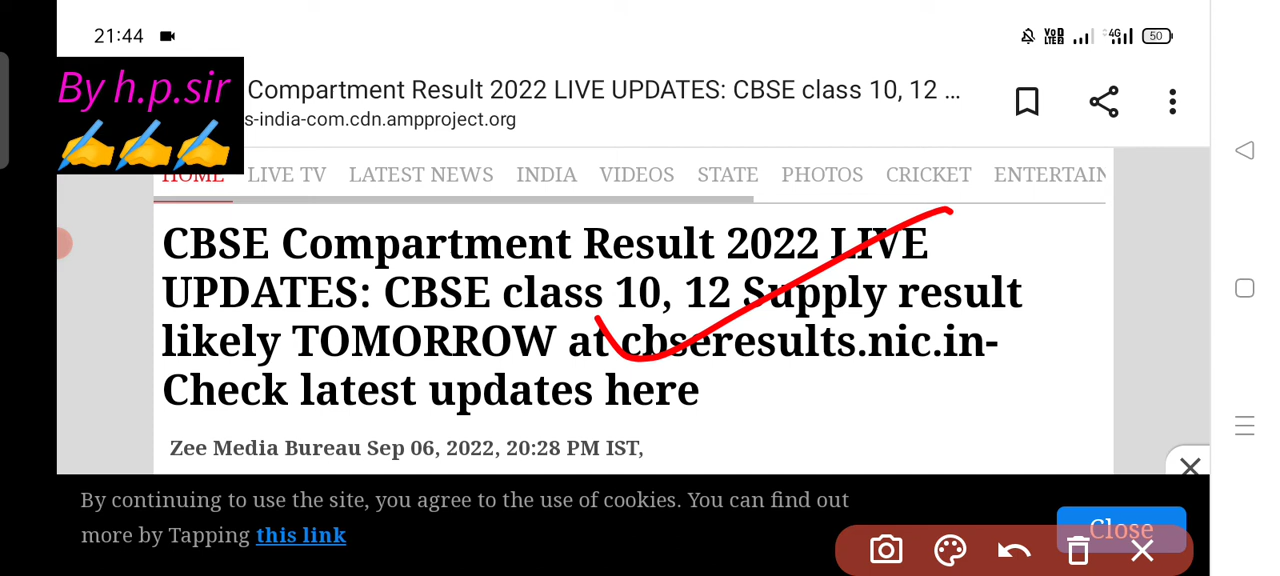 21:44 VoD LTE2 4G 50
By h.p.sir
Compartment Result 2022 LIVE UPDATES: CBSE class 10, 12 ...
s-india-com.cdn.ampproject.org
HOME LIVE TV LATEST NEWS INDIA VIDEOS STATE PHOTOS CRICKET ENTERTAIN
CBSE Compartment Result 2022 LIVE
UPDATES: CBSE class 10, 12 Supply result
likely TOMORROW at cbseresults.nic.in-
Check latest updates here
Zee Media Bureau Sep 06, 2022, 20:28 PM IST,
By continuing to use the site, you agree to the use of cookies. You can find out
more by Tapping this link
Close